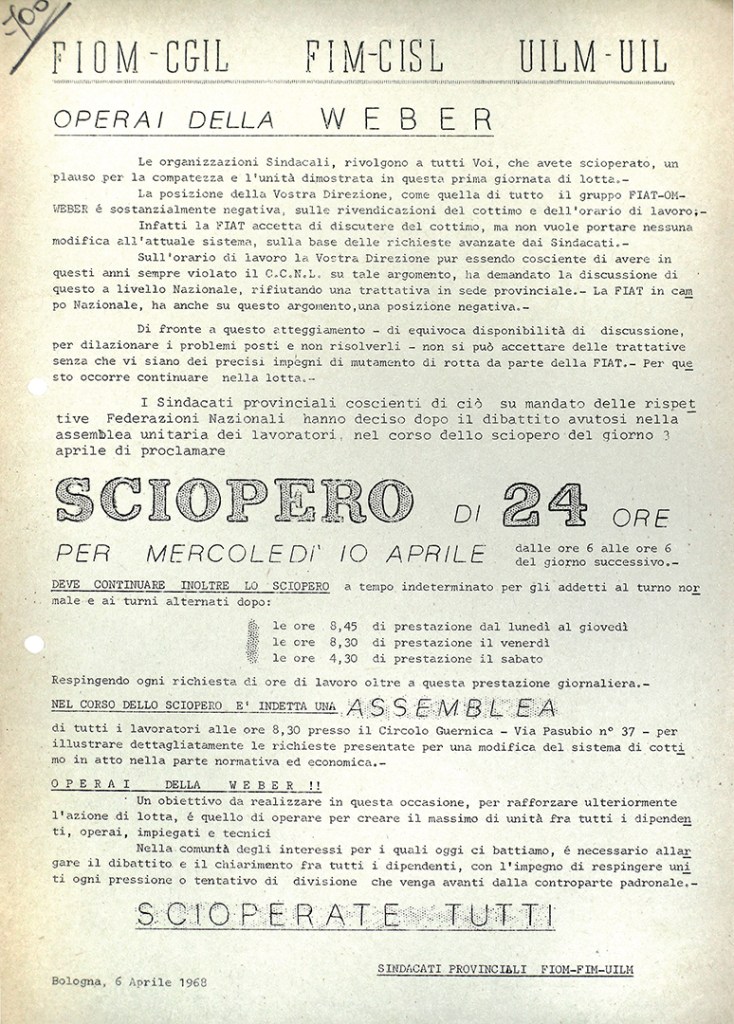 700
FIOM-CGIL FIM-CISL UILM-UIL
OPERAI DELLA WEBER
Le organizzazioni Sindacali, rivolgono a tutti Voi, che avete scioperato, un
plauso per la compatezza e l'unità dimostrata in questa prima giornata di lotta.-
La posizione della Vostra Direzione, come quella di tutto il gruppo FIAT-OM-
WEBER é sostanzialmente negativa, sulle rivendicazioni del cottimo e dell'orario di lavoro;-
Infatti la FIAT accetta di discutere del cottimo, ma non vuole portare nessuna
modifica all'attuale sistema, sulla base delle richieste avanzate dai Sindacati.-
Sull'orario di lavoro la Vostra Direzione pur essendo cosciente di avere in
questi anni sempre violato il C.C.N.L. su tale argomento, ha demandato la discussione di
questo a livello Nazionale, rifiutando una trattativa in sede provinciale.- La FIAT in cam
po Nazionale, ha anche su questo argomento,una posizione negativa.-
Di fronte a questo atteggiamento - di equivoca disponibilità di discussione,
per dilazionare i problemi posti e non risolverli - non si può accettare delle trattative
senza che vi siano dei precisi impegni di mutamento di rotta da parte della FIAT.- Per que
sto occorre continuare nella lotta.-
I Sindacati provinciali coscienti di ciò su mandato delle rispet
tive Federazioni Nazionali hanno deciso dopo il dibattito avutosi nella
assemblea unitaria dei lavoratori, nel corso dello sciopero del giorno 3
aprile di proclamare
SCIOPERO DI 24 ORE
PER MERCOLEDI' 10 APRILE dalle ore 6 alle ore 6
del giorno successivo.-
DEVE CONTINUARE INOLTRE LO SCIOPERO a tempo indeterminato per gli addetti al turno nor
male e ai turni alternati dopo:
le ore 8,45 di prestazione dal lunedì al giovedì
le ore 8,30 di prestazione il venerdì
le ore 4,30 di prestazione il sabato
Respingendo ogni richiesta di ore di lavoro oltre a questa prestazione giornaliera.-
NEL CORSO DELLO SCIOPERO E' INDETTA UNA ASSEMBLEA
di tutti i lavoratori alle ore 8,30 presso il Circolo Guernica - Via Pasubio n° 37 - per
illustrare dettagliatamente le richieste presentate per una modifica del sistema di cotti
mo in atto nella parte normativa ed economica.-
OPERAI DELLA WEBER !!
Un obiettivo da realizzare in questa occasione, per rafforzare ulteriormente
l'azione di lotta, é quello di operare per creare il massimo di unità fra tutti i dipenden
ti, operai, impiegati e tecnici
Nella comunità degli interessi per i quali oggi ci battiamo, é necessario allar
gare il dibattito e il chiarimento fra tutti i dipendenti, con l'impegno di respingere uni
ti ogni pressione o tentativo di divisione che venga avanti dalla controparte padronale.-
SCIOPERATE TUTTI
SINDACATI PROVINCIALI FIOM-FIM-UILM
Bologna, 6 Aprile 1968